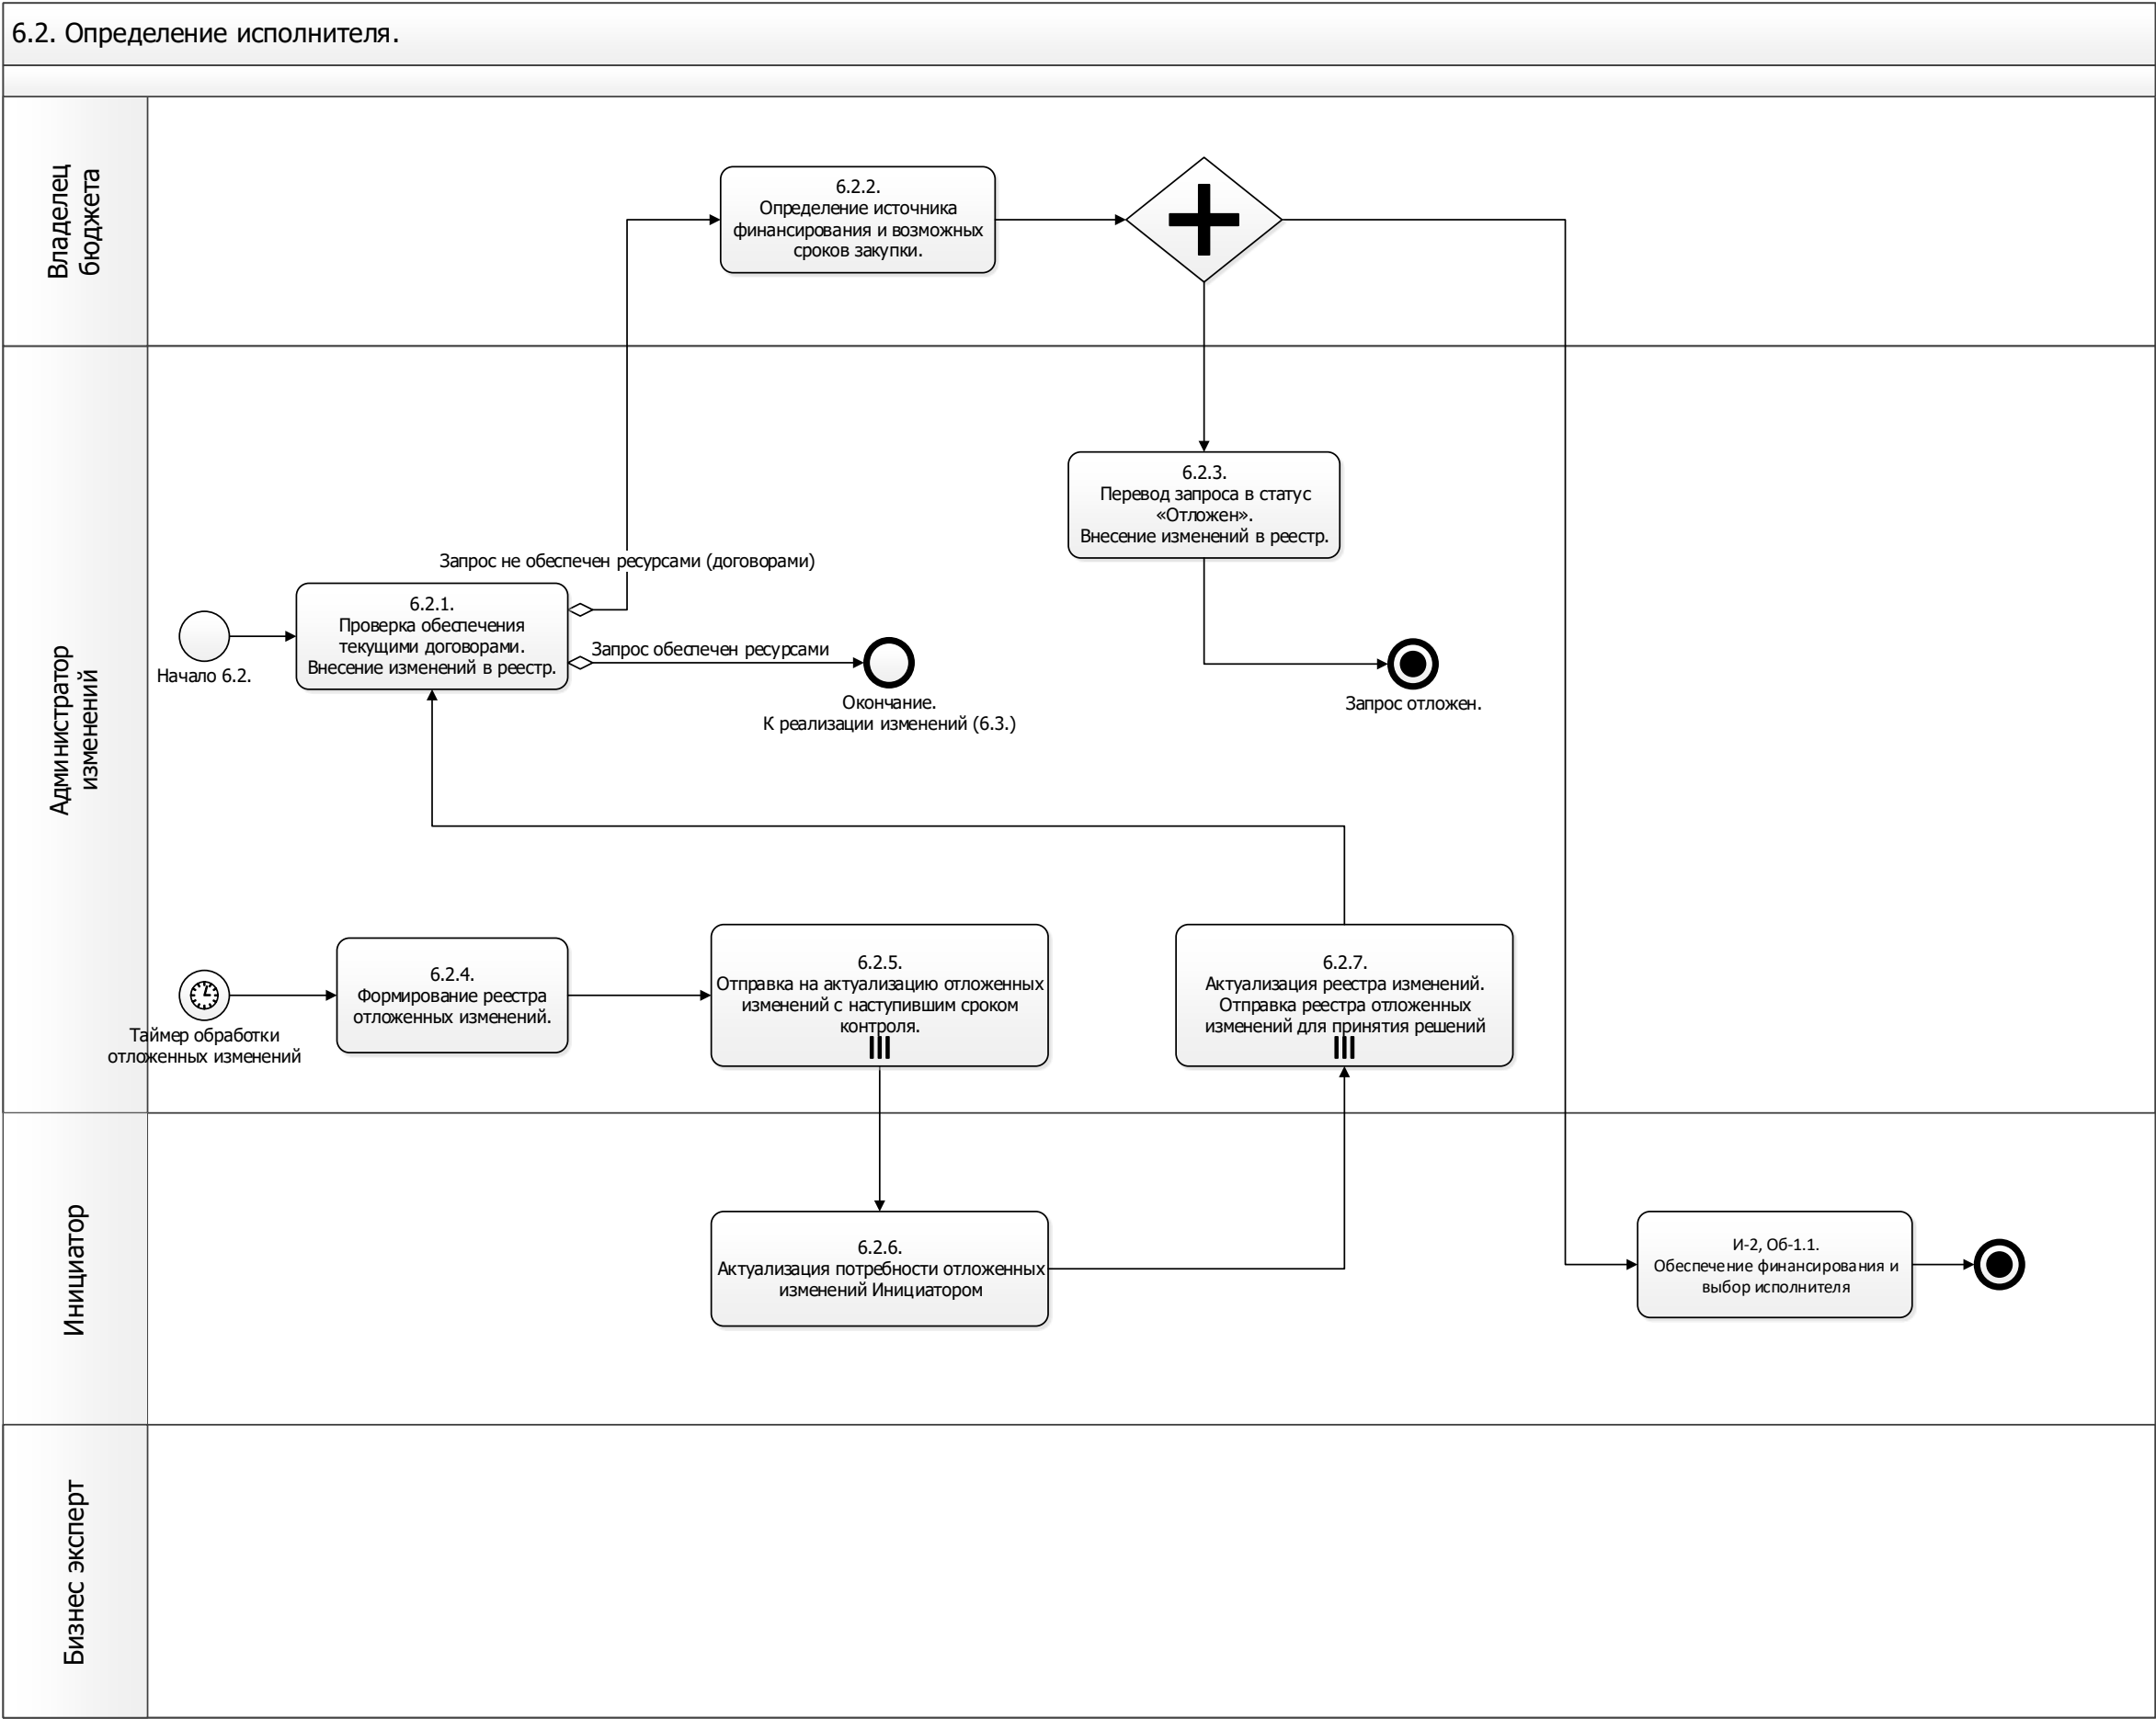 6.2. Определение исполнителя.
Владелец
бюджета
6.2.2.
Определение источника
финансирования и возможных
сроков закупки.
Администратор
изменений
6.2.3.
Перевод запроса в статус
«Отложен».
Внесение изменений в реестр.
Запрос не обеспечен ресурсами (договорами)
6.2.1.
Проверка обеспечения
текущими договорами.
Внесение изменений в реестр.
Запрос обеспечен ресурсами
Начало 6.2.
Окончание.
К реализации изменений (6.3.)
Запрос отложен.
Таймер обработки
отложенных изменений
6.2.4.
Формирование реестра
отложенных изменений.
6.2.5.
Отправка на актуализацию отложенных
изменений с наступившим сроком
контроля.
6.2.7.
Актуализация реестра изменений.
Отправка реестра отложенных
изменений для принятия решений
Инициатор
6.2.6.
Актуализация потребности отложенных
изменений Инициатором
И-2, Об-1.1.
Обеспечение финансирования и
выбор исполнителя
Бизнес эксперт